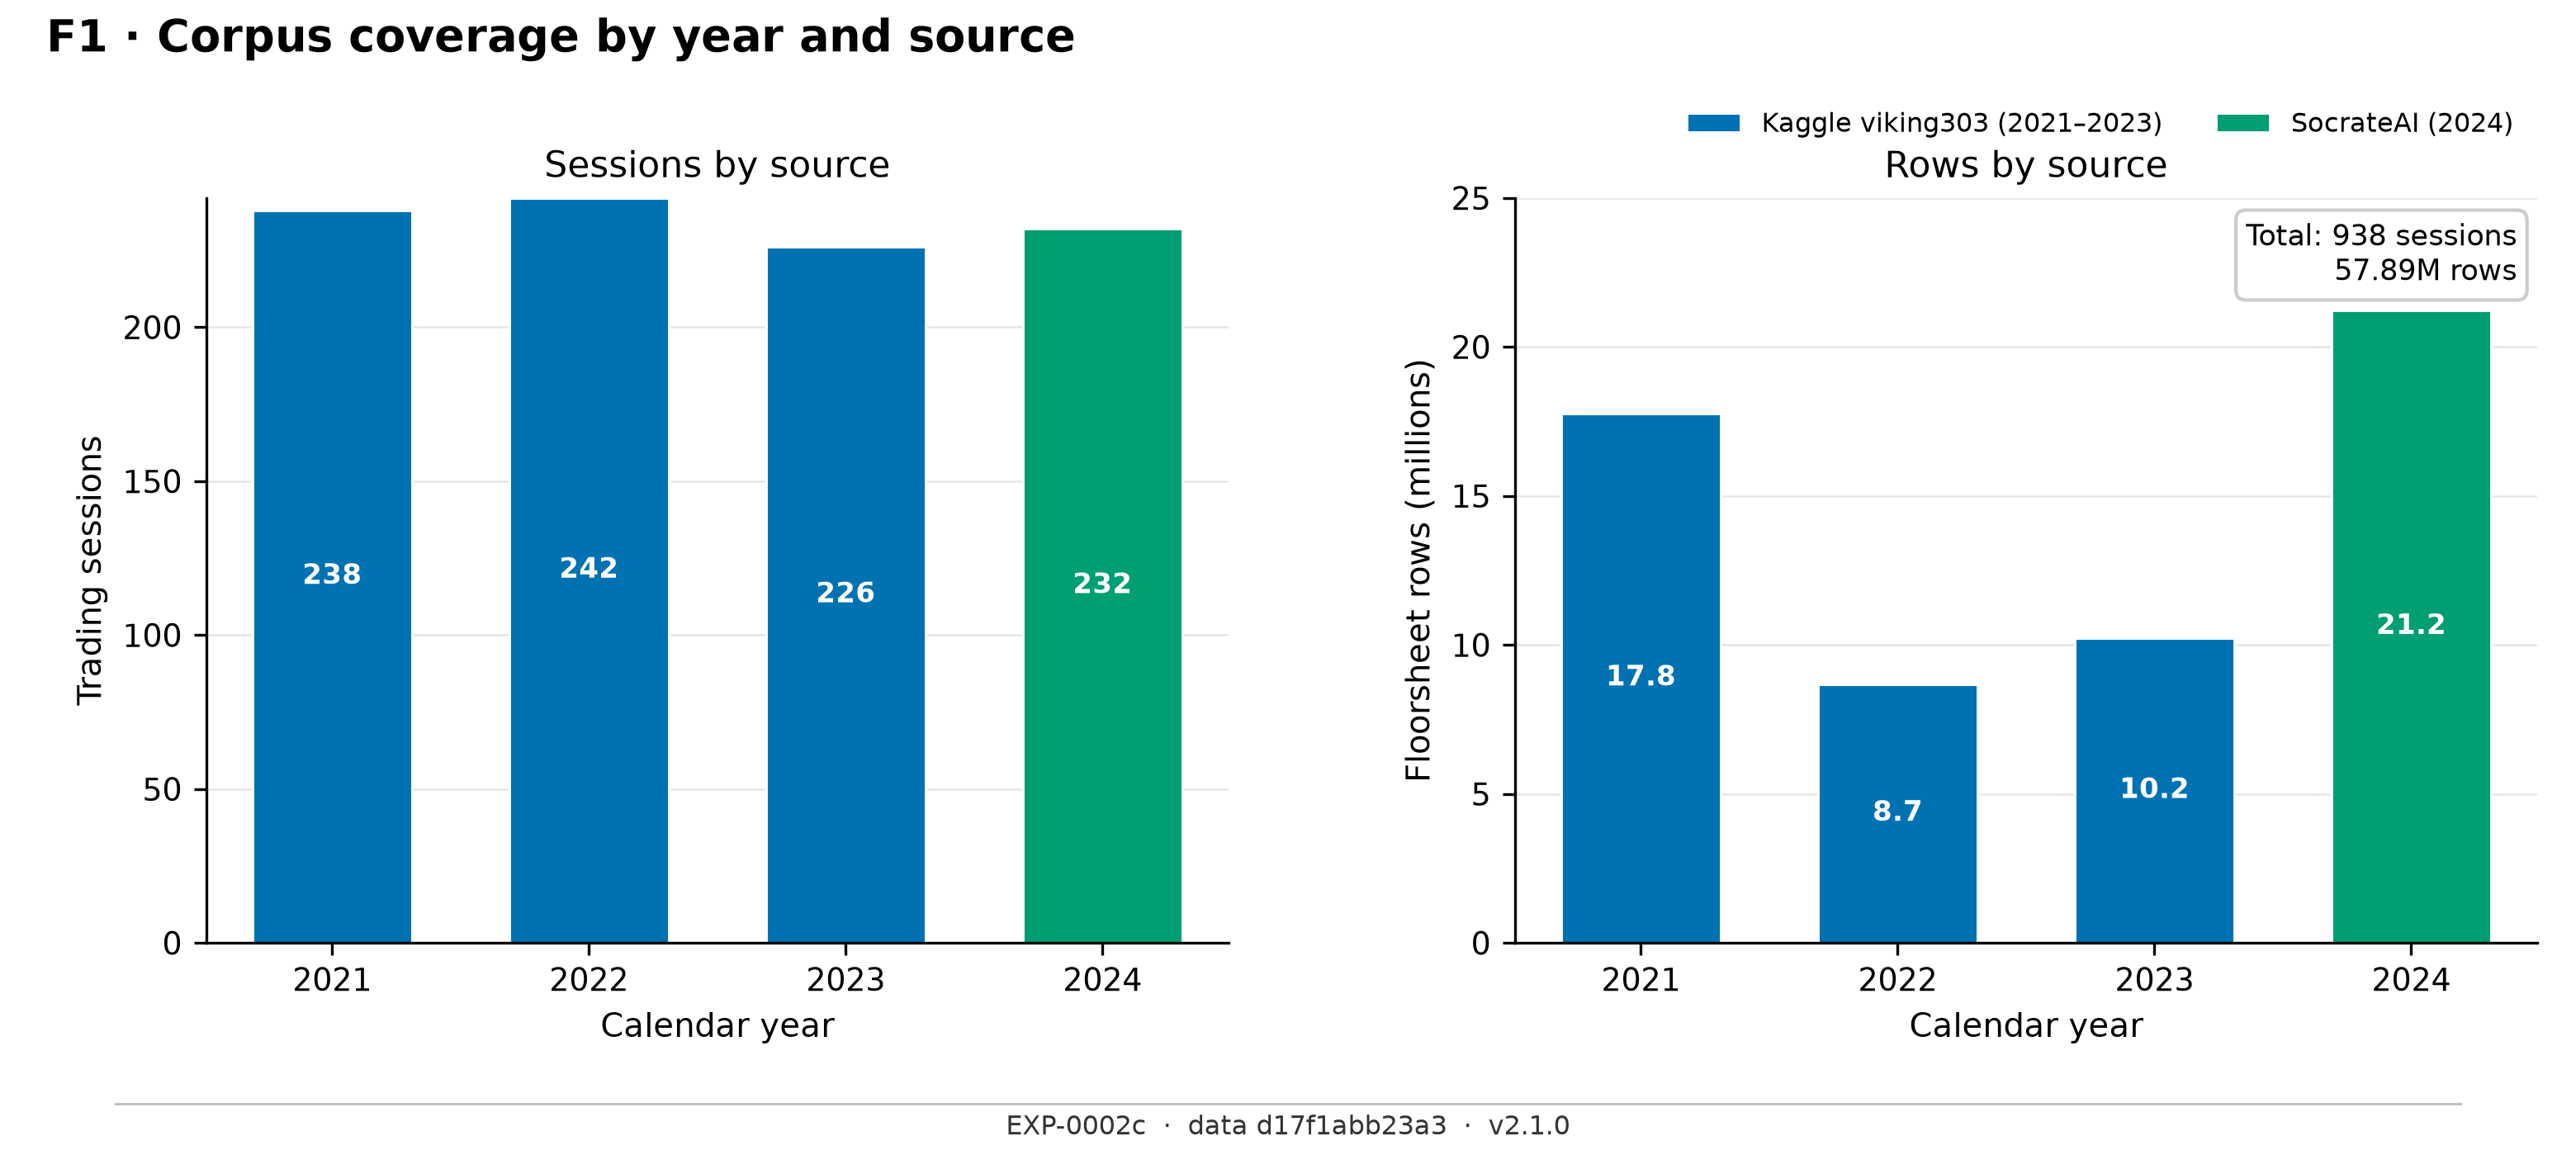 F1 · Corpus coverage by year and source
Sessions by source
Trading sessions
200
150
100
50
0
238
242
226
232
2021
2022
2023
2024
Calendar year
Kaggle viking303 (2021–2023)
SocrateAI (2024)
Rows by source
Floorsheet rows (millions)
25
20
15
10
5
0
Total: 938 sessions
57.89M rows
17.8
8.7
10.2
21.2
2021
2022
2023
2024
Calendar year
EXP-0002c · data d17f1abb23a3 · v2.1.0